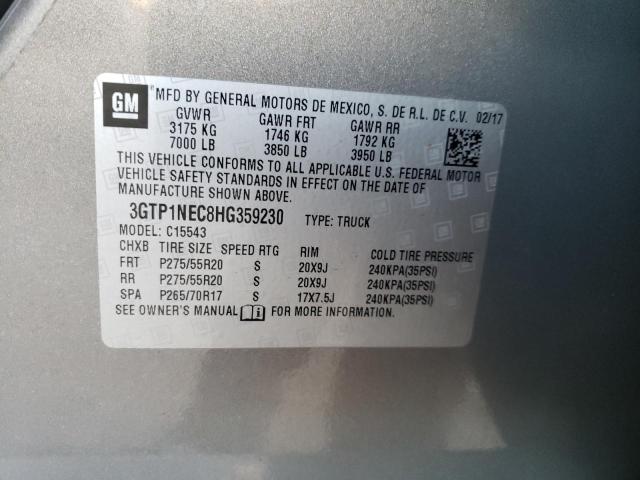 GM MFD BY GENERAL MOTORS DE MEXICO, S. DE R.L. DE C.V. 02/17
GVWR GAWR FRT GAWR RR
3175 KG 1746 KG 1792 KG
7000 LB 3850 LB 3950 LB
THIS VEHICLE CONFORMS TO ALL APPLICABLE U.S. FEDERAL MOTOR
VEHICLE SAFETY STANDARDS IN EFFECT ON THE DATE OF
MANUFACTURE SHOWN ABOVE.
3GTP1NEC8HG359230 TYPE: TRUCK
MODEL: C15543
CHXB TIRE SIZE SPEED RTG RIM COLD TIRE PRESSURE
FRT P275/55R20 S 20X9J 240KPA(35PSI)
RR P275/55R20 S 20X9J 240KPA(35PSI)
SPA P265/70R17 S 17X7.5J 240KPA(35PSI)
SEE OWNER'S MANUAL FOR MORE INFORMATION.